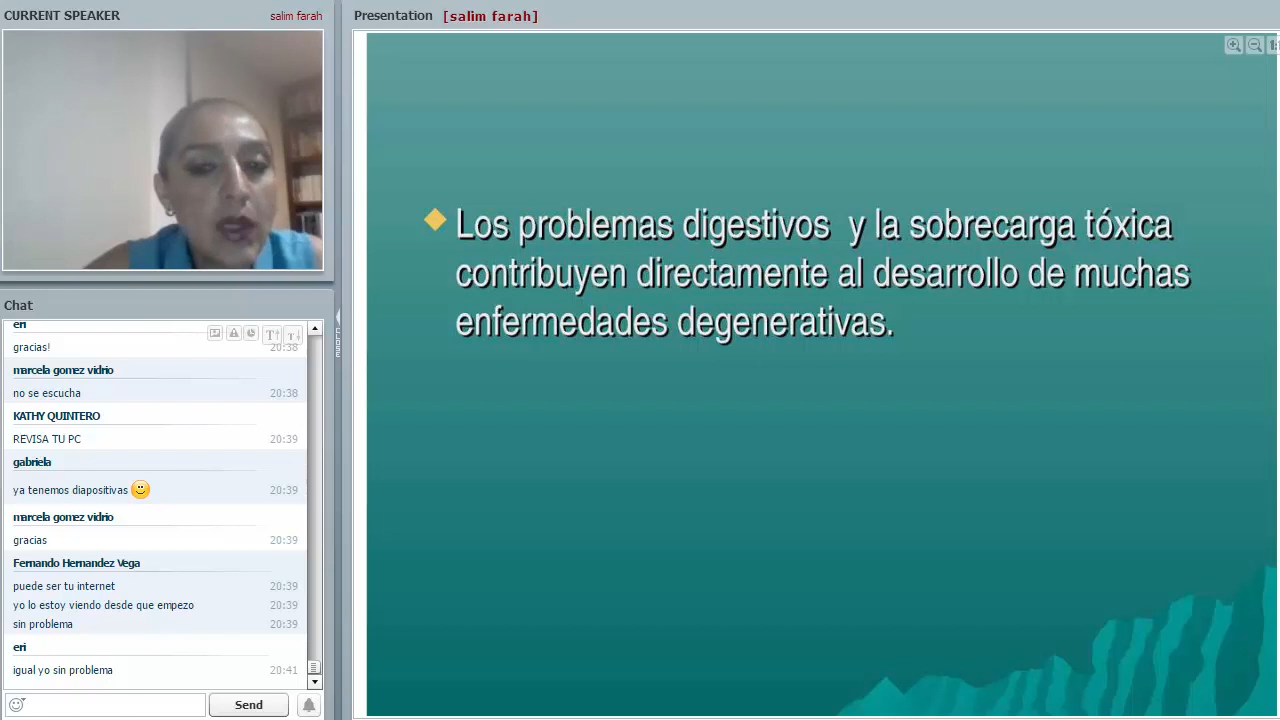 CURRENT SPEAKER
salim farah
Presentation [salim farah]
Los problemas digestivos y la sobrecarga tóxica
contribuyen directamente al desarrollo de muchas
enfermedades degenerativas.
CLOSE
Chat
eri
gracias! 20:38
marcela gomez vidrio
no se escucha 20:38
KATHY QUINTERO
REVISA TU PC 20:39
gabriela
ya tenemos diapositivas 20:39
marcela gomez vidrio
gracias 20:39
Fernando Hernandez Vega
puede ser tu internet 20:39
yo lo estoy viendo desde que empezo 20:39
sin problema 20:39
eri
igual yo sin problema 20:41
Send